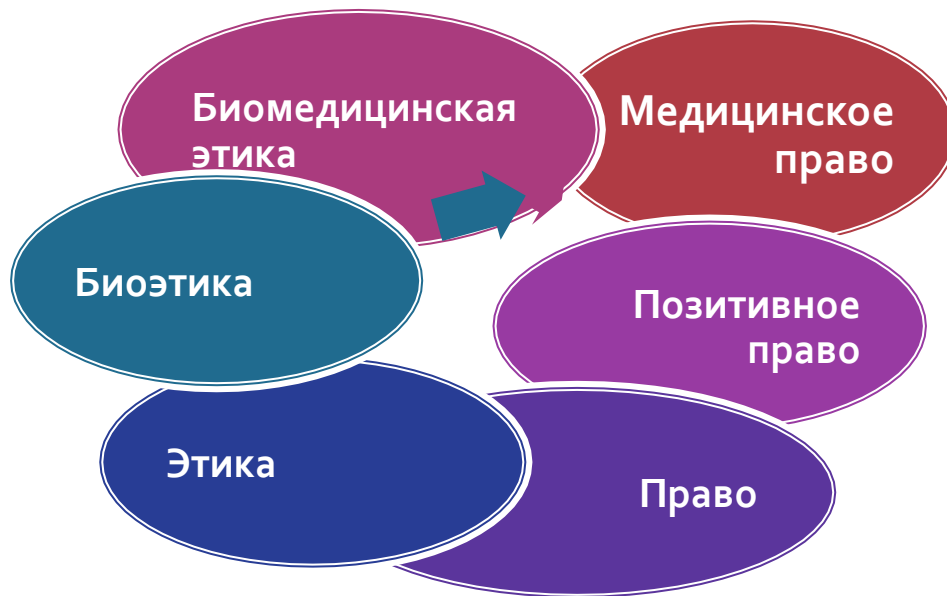 Биомедицинская
этика
Медицинское
право
Биоэтика
Позитивное
право
Этика
Право